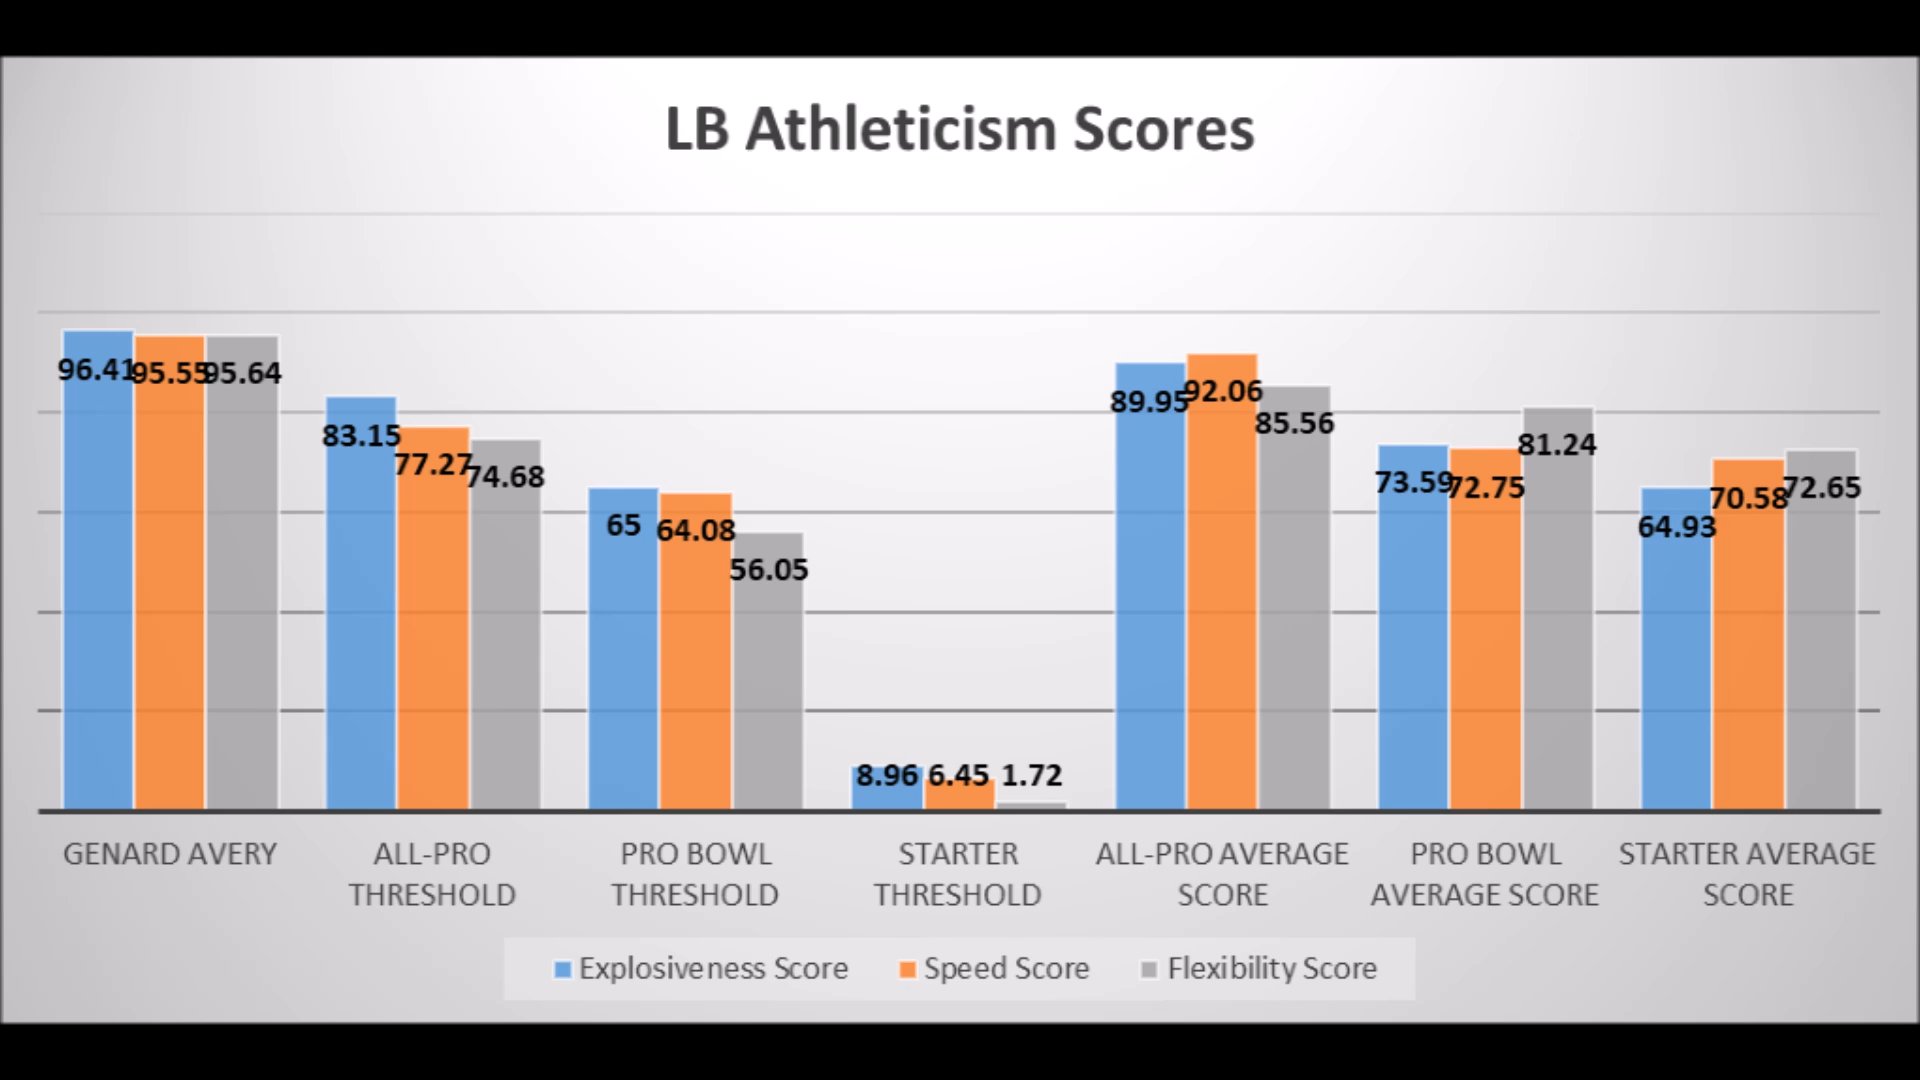 LB Athleticism Scores
96.41 95.55 95.64
83.15 77.27 74.68
65 64.08 56.05
8.96 6.45 1.72
89.95 92.06 85.56
73.59 72.75 81.24
64.93 70.58 72.65
GENARD AVERY
ALL-PRO
THRESHOLD
PRO BOWL
THRESHOLD
STARTER
THRESHOLD
ALL-PRO AVERAGE
SCORE
PRO BOWL
AVERAGE SCORE
STARTER AVERAGE
SCORE
Explosiveness Score Speed Score Flexibility Score